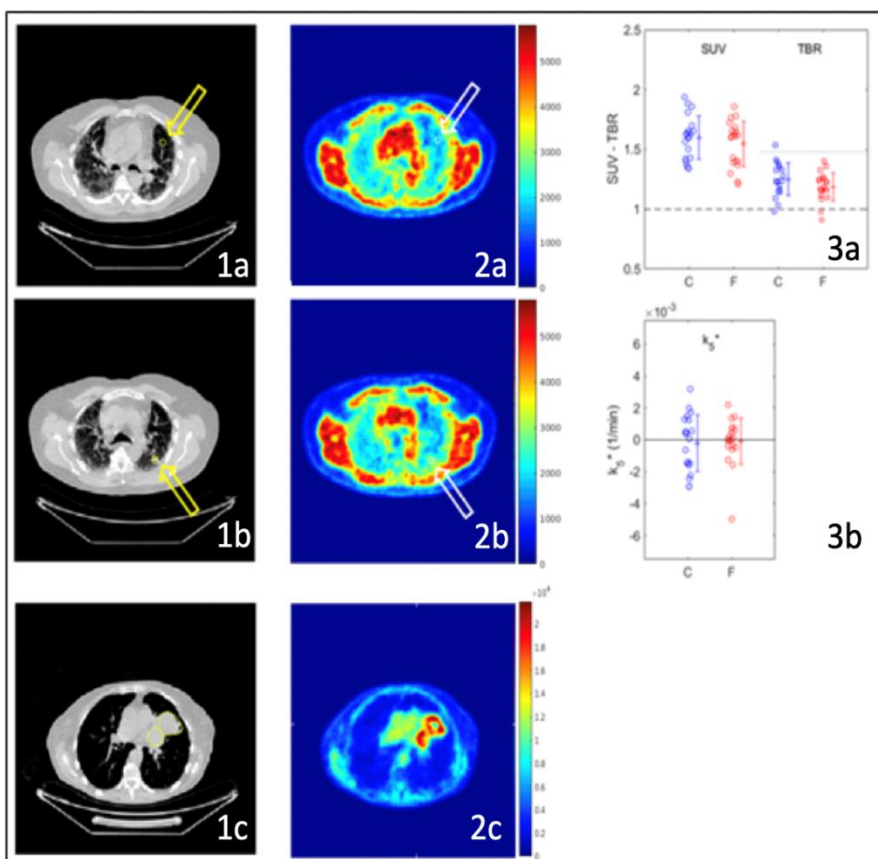 1a
5000
4000
3000
2000
1000
0
2a
2.5
2
1.5
1
0.5
SUV - TBR
SUV
TBR
C
F
C
F
3a
1b
5000
4000
3000
2000
1000
0
2b
×10⁻³
6
4
2
0
-2
-4
-6
k₅* (1/min)
k₅*
C
F
3b
1c
×10⁴
2
1.8
1.6
1.4
1.2
1
0.8
0.6
0.4
0.2
0
2c